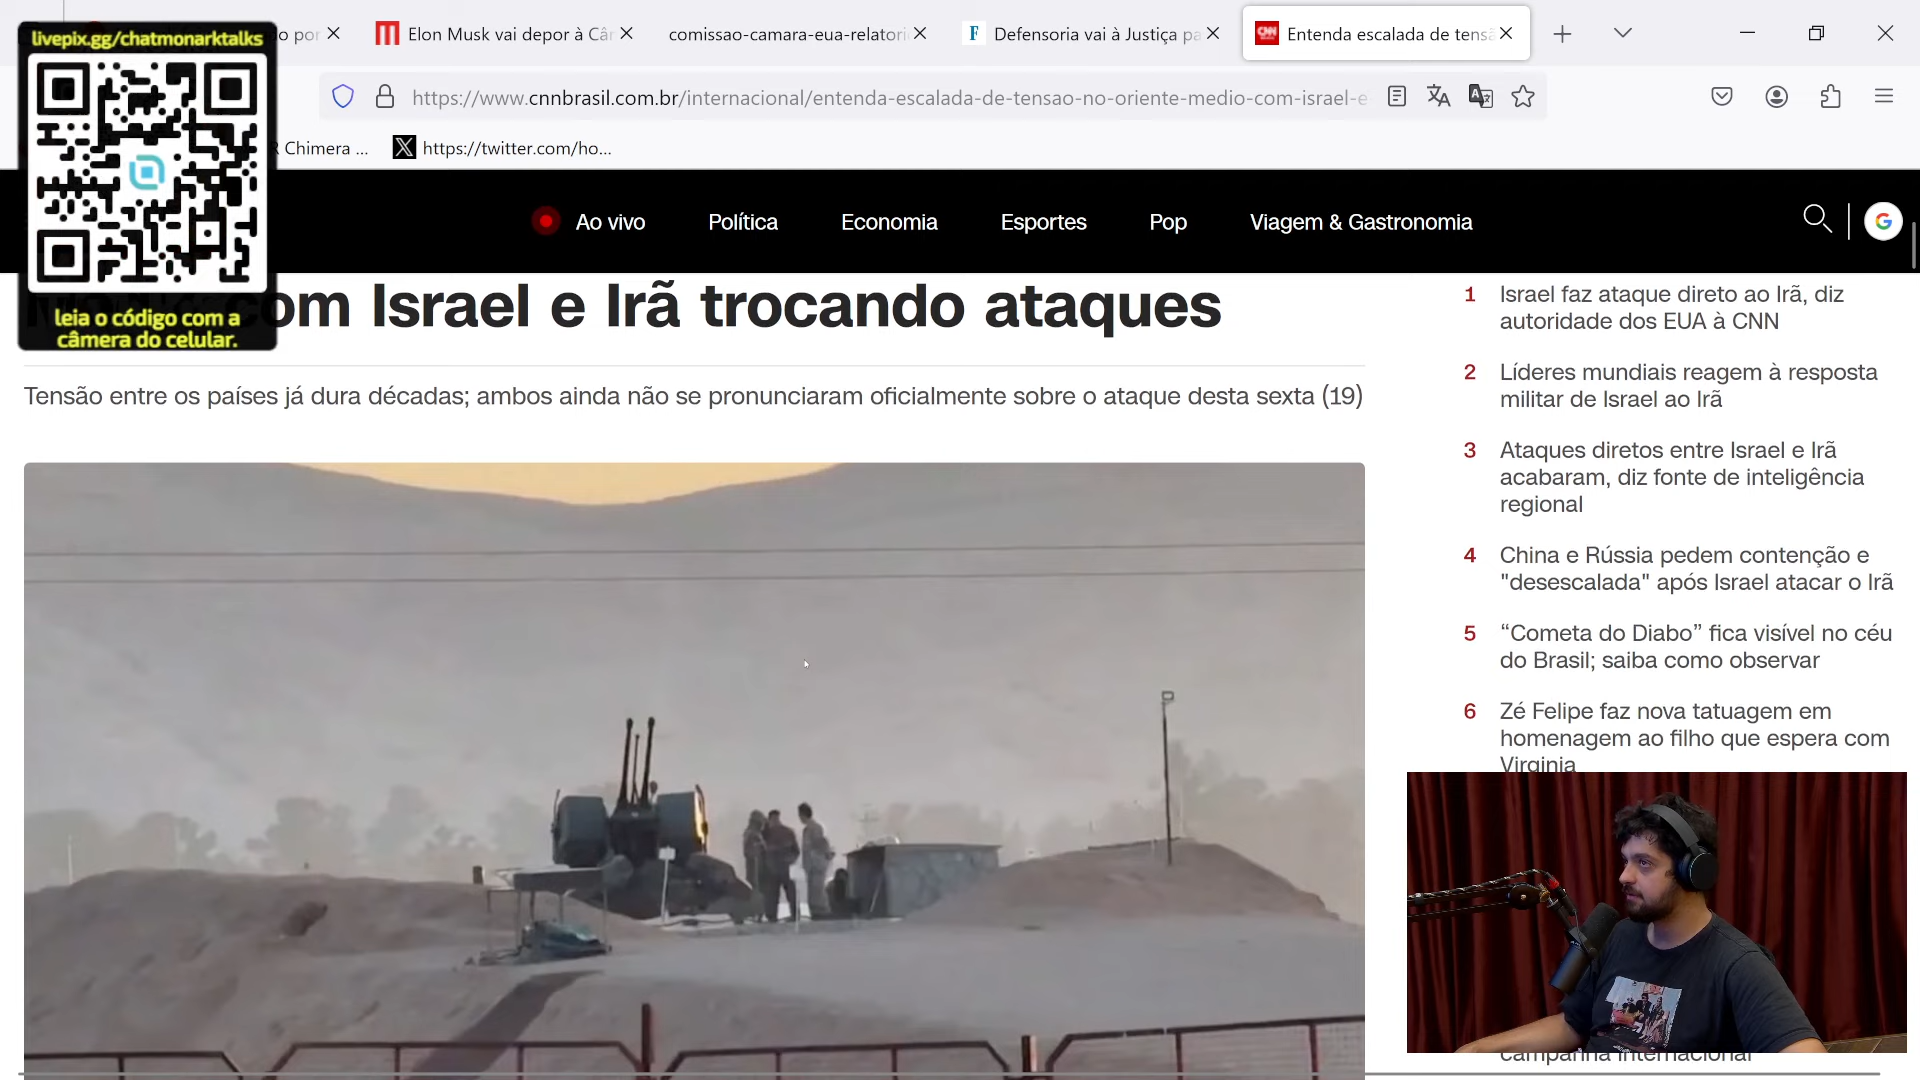 livepix.gg/chatmonarktalks
o por
Elon Musk vai depor à Câr
comissao-camara-eua-relatori
Defensoria vai à Justiça pa
CNN
Entenda escalada de tens
https://www.cnnbrasil.com.br/internacional/entenda-escalada-de-tensao-no-oriente-medio-com-israel-e
R Chimera ...
https://twitter.com/ho...
leia o código com a
câmera do celular.
Ao vivo
Política
Economia
Esportes
Pop
Viagem & Gastronomia
com Israel e Irã trocando ataques
Tensão entre os países já dura décadas; ambos ainda não se pronunciaram oficialmente sobre o ataque desta sexta (19)
1 Israel faz ataque direto ao Irã, diz
autoridade dos EUA à CNN
2 Líderes mundiais reagem à resposta
militar de Israel ao Irã
3 Ataques diretos entre Israel e Irã
acabaram, diz fonte de inteligência
regional
4 China e Rússia pedem contenção e
"desescalada" após Israel atacar o Irã
5 “Cometa do Diabo” fica visível no céu
do Brasil; saiba como observar
6 Zé Felipe faz nova tatuagem em
homenagem ao filho que espera com
Virginia
campanha internacional